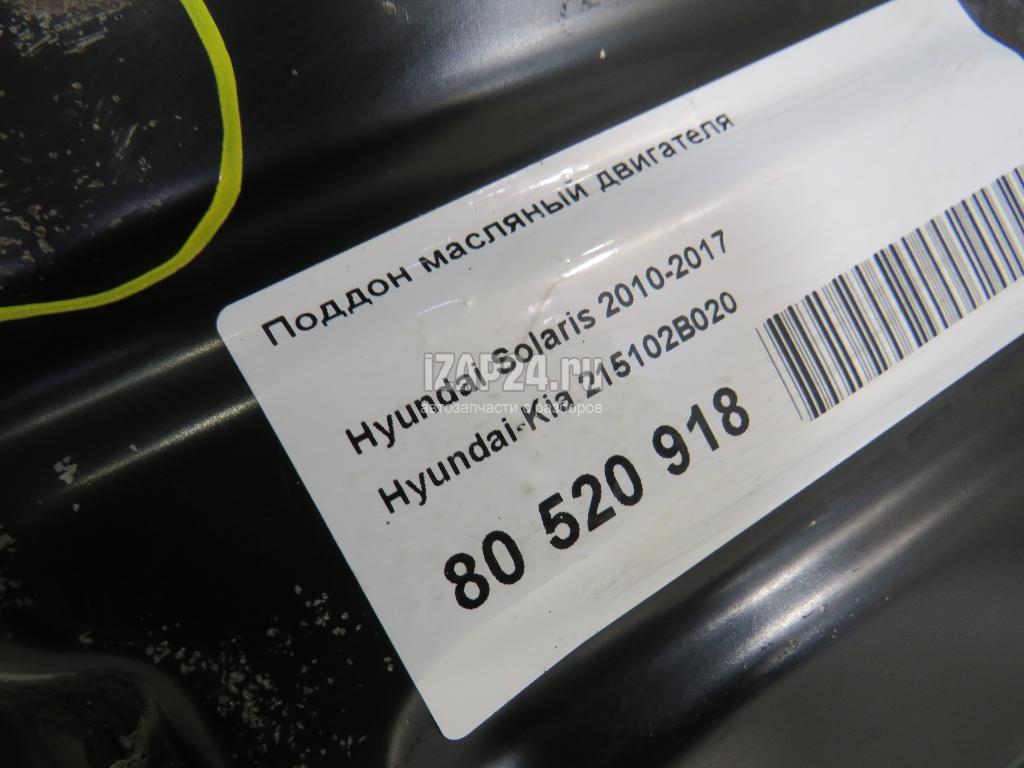 Поддон масляный двигателя
Hyundai Solaris 2010-2017
Hyundai-Kia 215102B020
80 520 918
iZAP24.ru
автозапчасти с разборов